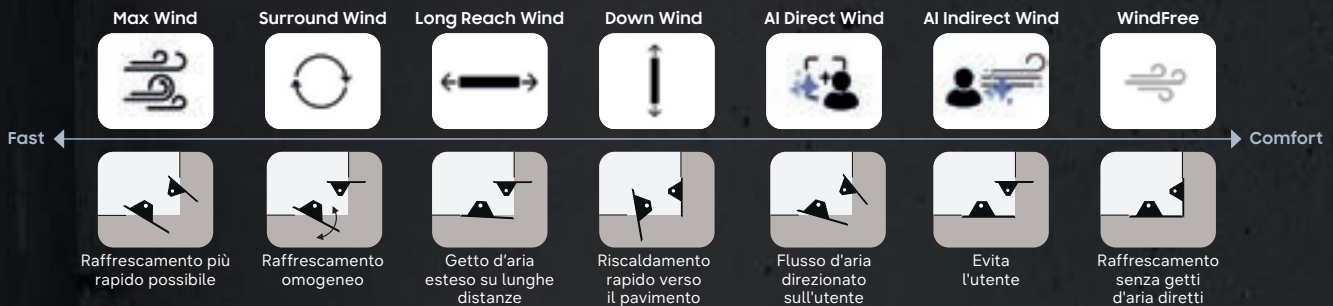 Max Wind
Surround Wind
Long Reach Wind
Down Wind
AI Direct Wind
AI Indirect Wind
WindFree
Fast
Comfort
Raffrescamento più
rapido possibile
Raffrescamento
omogeneo
Getto d'aria
esteso su lunghe
distanze
Riscaldamento
rapido verso
il pavimento
Flusso d'aria
direzionato
sull'utente
Evita
l'utente
Raffrescamento
senza getti
d'aria diretti